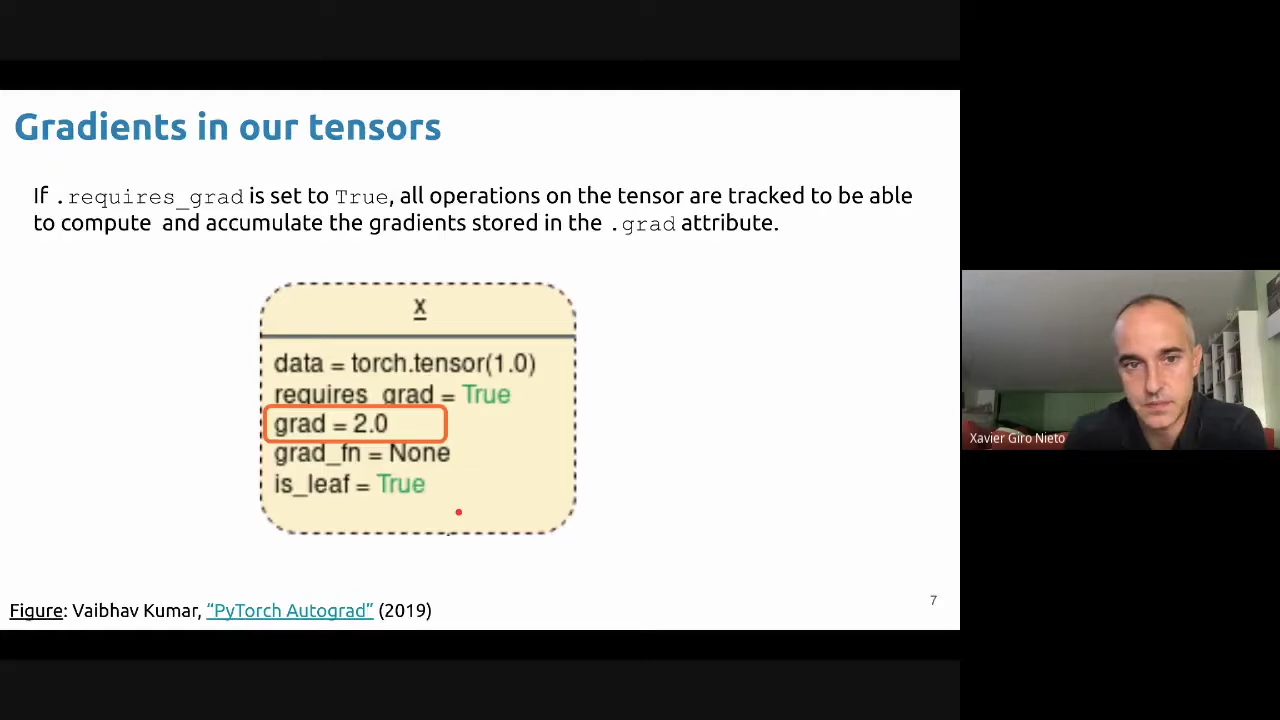 Gradients in our tensors
If .requires_grad is set to True, all operations on the tensor are tracked to be able
to compute and accumulate the gradients stored in the .grad attribute.
x
data = torch.tensor(1.0)
requires_grad = True
grad = 2.0
grad_fn = None
is_leaf = True
Xavier Giro Nieto
Figure: Vaibhav Kumar, “PyTorch Autograd” (2019)
7